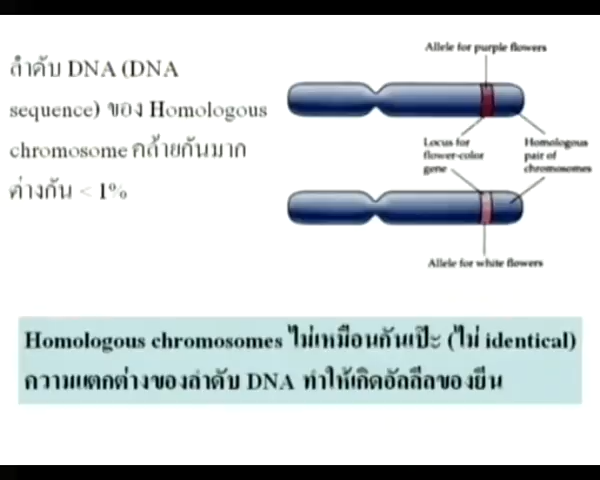 ลำดับ DNA (DNA
sequence) ของ Homologous
chromosome คล้ายกันมาก
ต่างกัน < 1%
Allele for purple flowers
Locus for
flower-color
gene
Homologous
pair of
chromosomes
Allele for white flowers
Homologous chromosomes ไม่เหมือนกันเป๊ะ (ไม่ identical)
ความแตกต่างของลำดับ DNA ทำให้เกิดอัลลีลของยีน